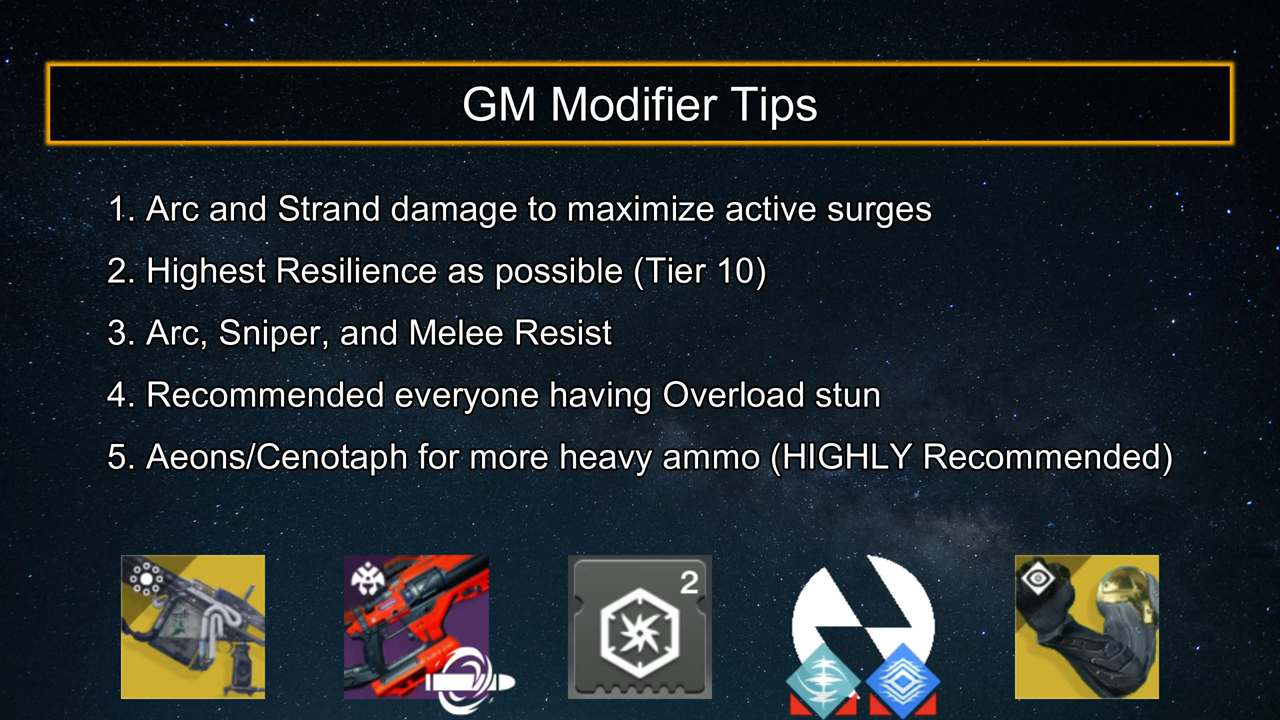 GM Modifier Tips
1. Arc and Strand damage to maximize active surges
2. Highest Resilience as possible (Tier 10)
3. Arc, Sniper, and Melee Resist
4. Recommended everyone having Overload stun
5. Aeons/Cenotaph for more heavy ammo (HIGHLY Recommended)
2